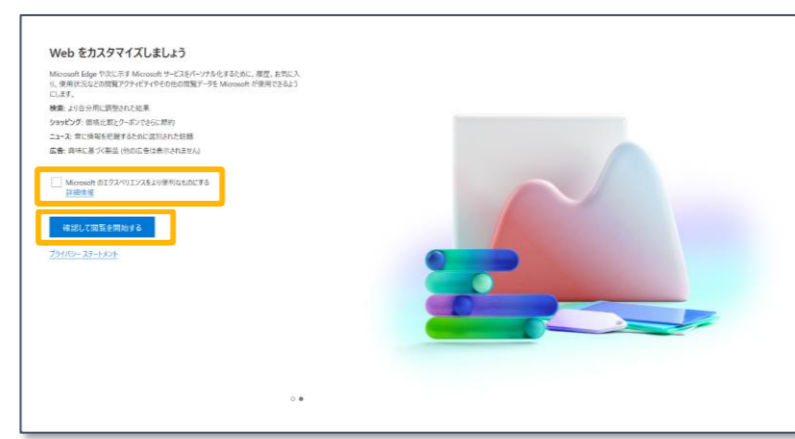 Web をカスタマイズしましょう
Microsoft Edge や次に示す Microsoft サービスをパーソナル化するために、履歴、お気に入
り、使用状況などの閲覧アクティビティやその他の閲覧データを Microsoft が使用できるよう
にします。
検索: より自分用に調整された結果
ショッピング: 価格比較とクーポンでさらに節約
ニュース: 常に情報を把握するために選別された話題
広告: 興味に基づく製品 (他の広告は表示されません)
Microsoft のエクスペリエンスをより便利なものにする
詳細情報
確認して閲覧を開始する
プライバシー ステートメント